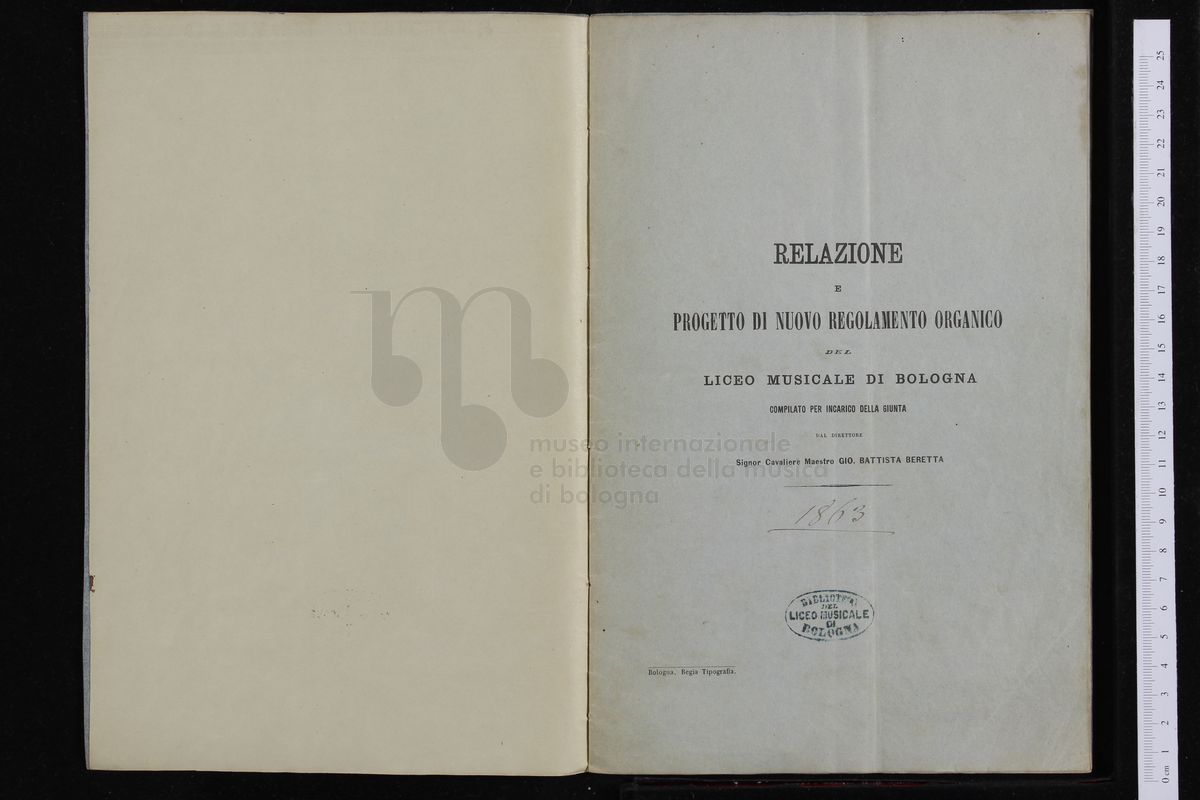 RELAZIONE
E
PROGETTO DI NUOVO REGOLAMENTO ORGANICO
DEL
LICEO MUSICALE DI BOLOGNA
COMPILATO PER INCARICO DELLA GIUNTA
DAL DIRETTORE
Signor Cavaliere Maestro GIO. BATTISTA BERETTA
1863
BIBLIOTECA
DEL
LICEO MUSICALE
DI
BOLOGNA
Bologna, Regia Tipografia.
museo internazionale
e biblioteca della musica
di bologna
0 cm 1 2 3 4 5 6 7 8 9 10 11 12 13 14 15 16 17 18 19 20 21 22 23 24 25